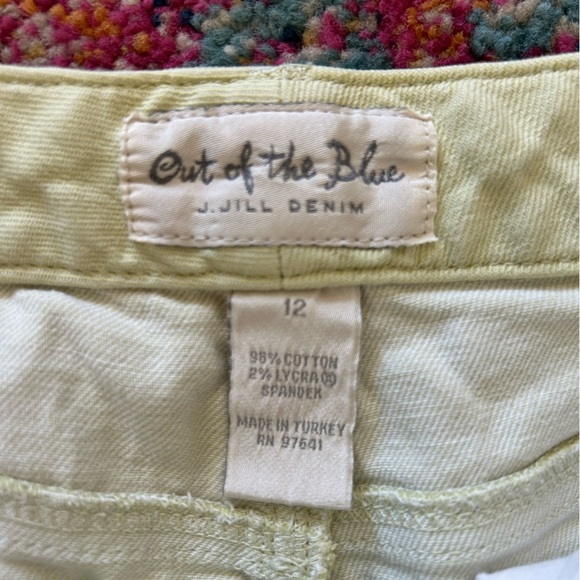 Out of the Blue
J.JILL DENIM
12
98% COTTON
2% LYCRA®
SPANDEX
MADE IN TURKEY
RN 97641